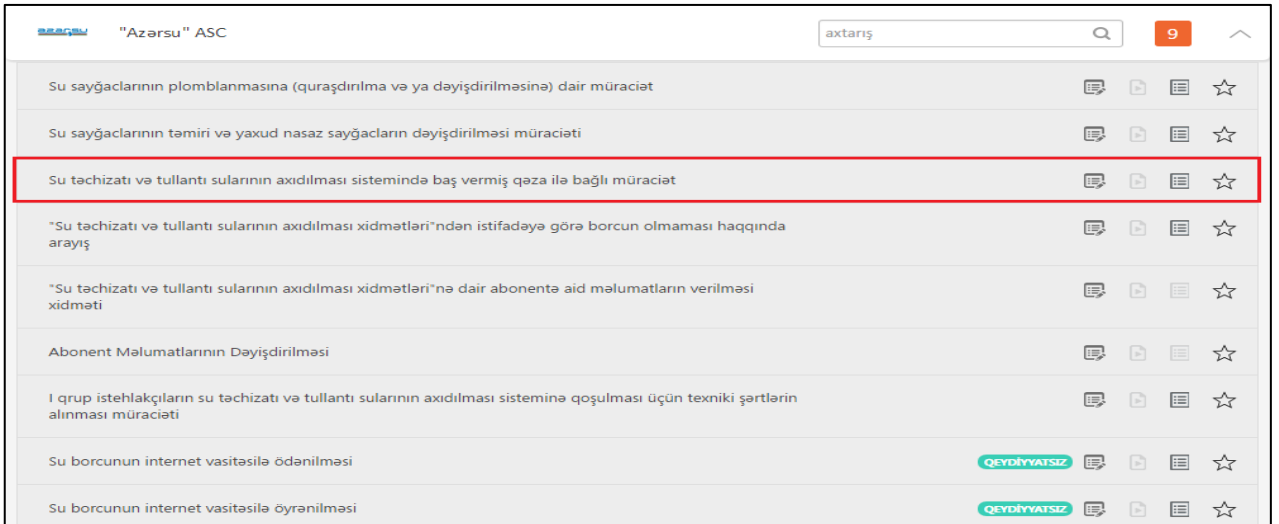 azərsu "Azərsu" ASC axtarış 9
Su sayğaclarının plomblanmasına (quraşdırılma və ya dəyişdirilməsinə) dair müraciət
Su sayğaclarının təmiri və yaxud nasaz sayğacların dəyişdirilməsi müraciəti
Su təchizatı və tullantı sularının axıdılması sistemində baş vermiş qəza ilə bağlı müraciət
"Su təchizatı və tullantı sularının axıdılması xidmətləri"ndən istifadəyə görə borcun olmaması haqqında
arayış
"Su təchizatı və tullantı sularının axıdılması xidmətləri"nə dair abonentə aid məlumatların verilməsi
xidməti
Abonent Məlumatlarının Dəyişdirilməsi
I qrup istehlakçıların su təchizatı və tullantı sularının axıdılması sisteminə qoşulması üçün texniki şərtlərin
alınması müraciəti
Su borcunun internet vasitəsilə ödənilməsi QEYDİYYATSIZ
Su borcunun internet vasitəsilə öyrənilməsi QEYDİYYATSIZ